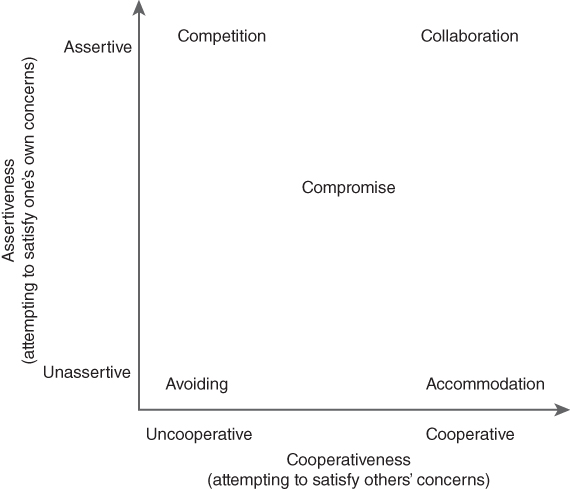 Assertive
Competition
Collaboration
Assertiveness
(attempting to satisfy one’s own concerns)
Compromise
Unassertive
Avoiding
Accommodation
Uncooperative
Cooperative
Cooperativeness
(attempting to satisfy others’ concerns)